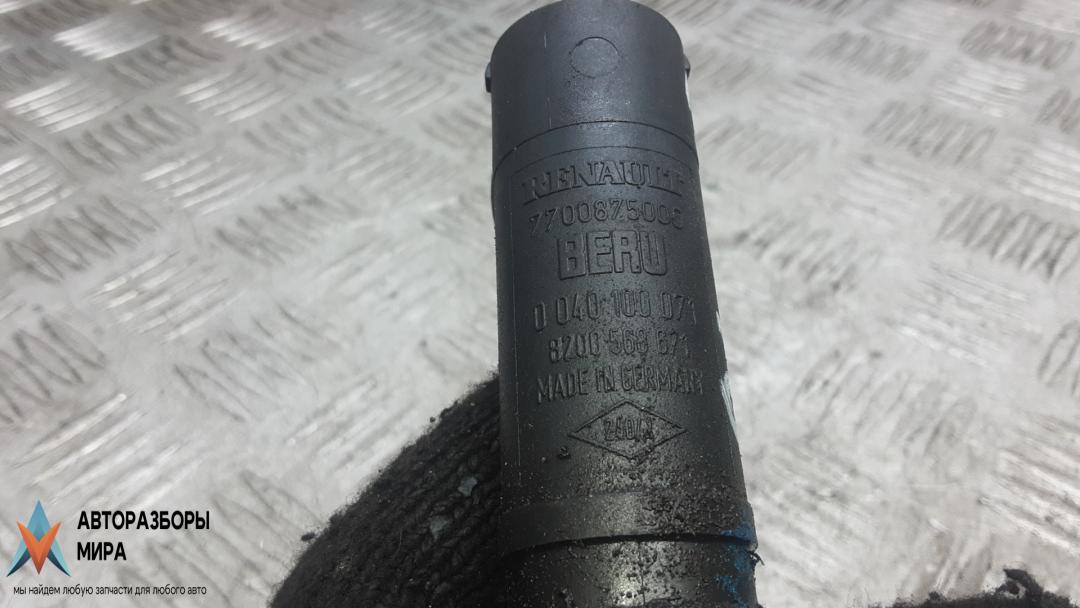 RENAULT
7700875000
BERU
0 040 100 071
8200 568 671
MADE IN GERMANY
АВТОРАЗБОРЫ
МИРА
мы найдем любую запчасти для любого авто